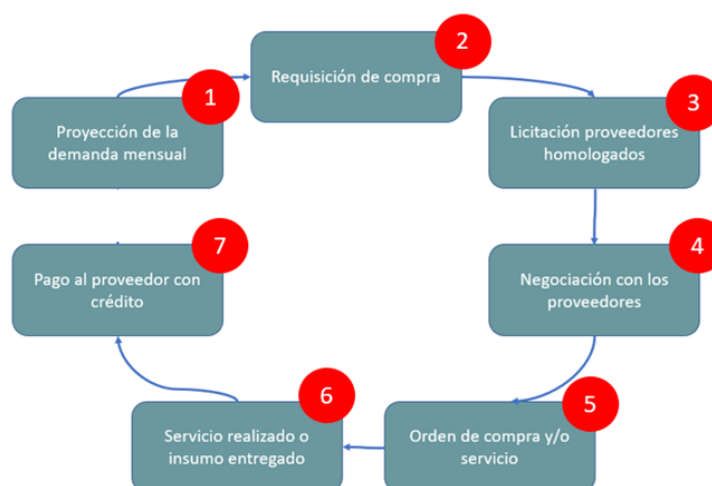 1
Proyección de la
demanda mensual
2
Requisición de compra
3
Licitación proveedores
homologados
4
Negociación con los
proveedores
5
Orden de compra y/o
servicio
6
Servicio realizado o
insumo entregado
7
Pago al proveedor con
crédito